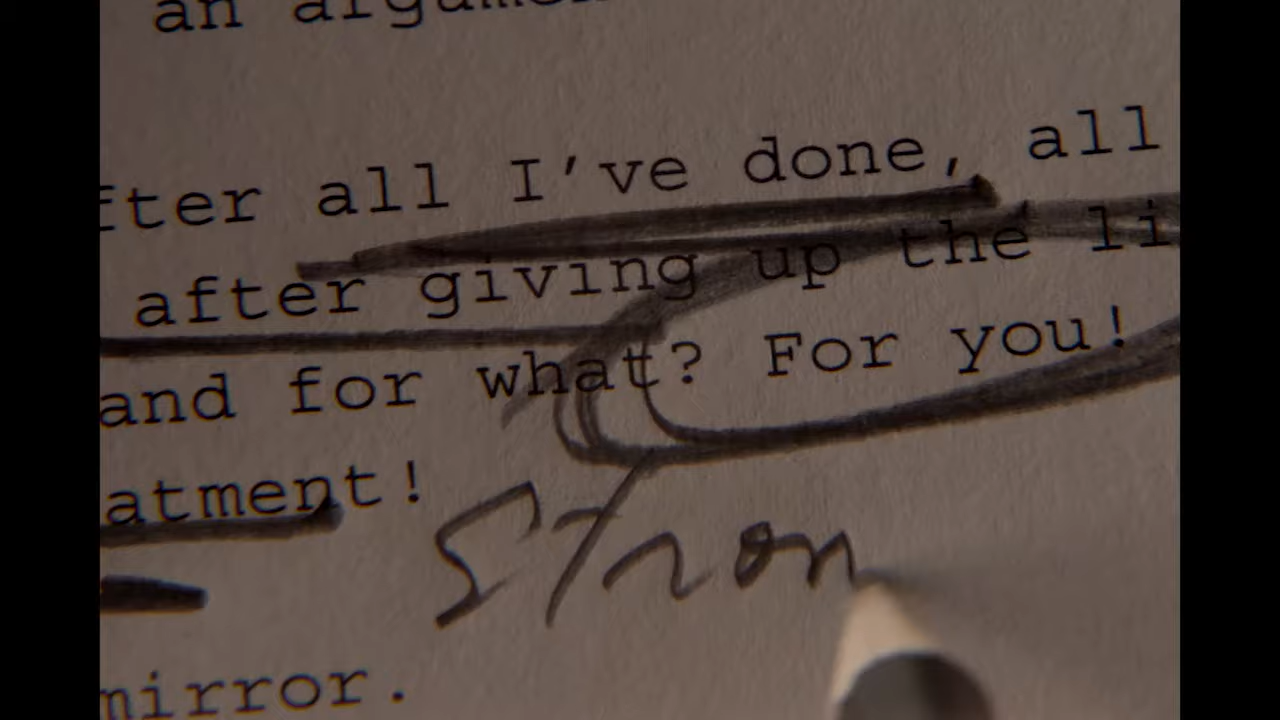 an argumen
fter all I've done, all
after giving up the li
and for what? For you!
atment!
Stron
mirror.